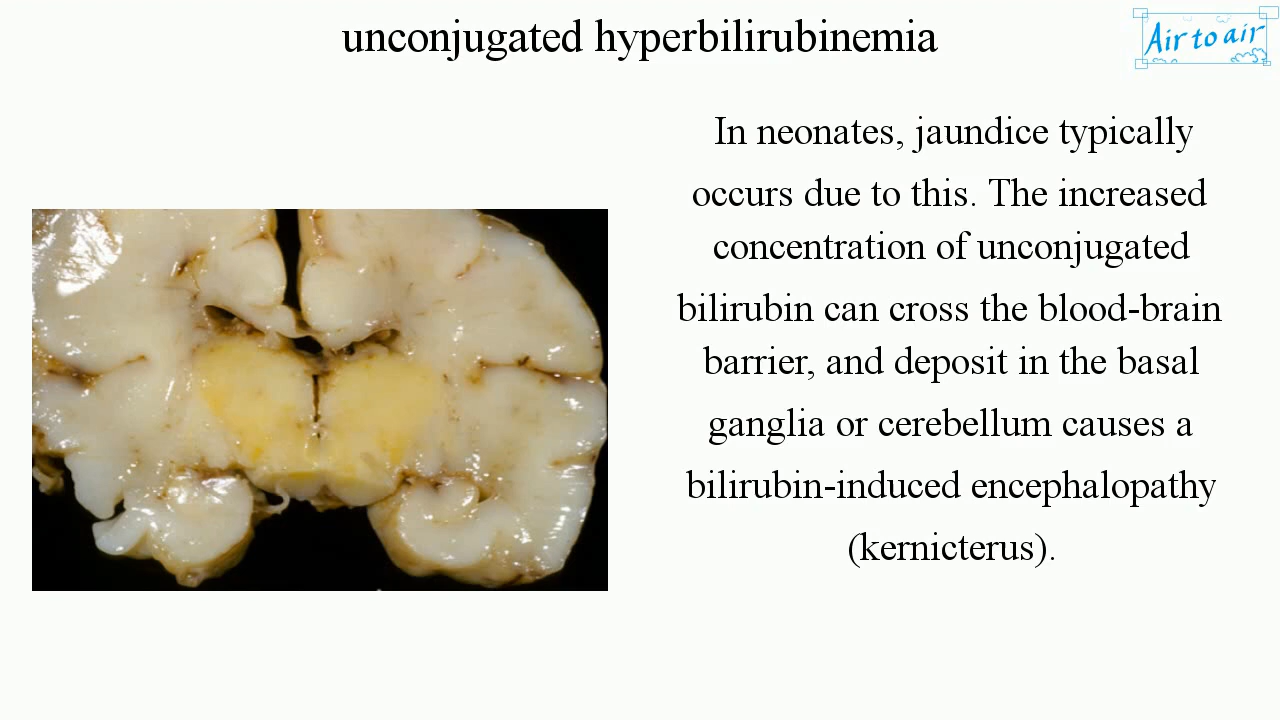 unconjugated hyperbilirubinemia
Air to air
In neonates, jaundice typically
occurs due to this. The increased
concentration of unconjugated
bilirubin can cross the blood-brain
barrier, and deposit in the basal
ganglia or cerebellum causes a
bilirubin-induced encephalopathy
(kernicterus).